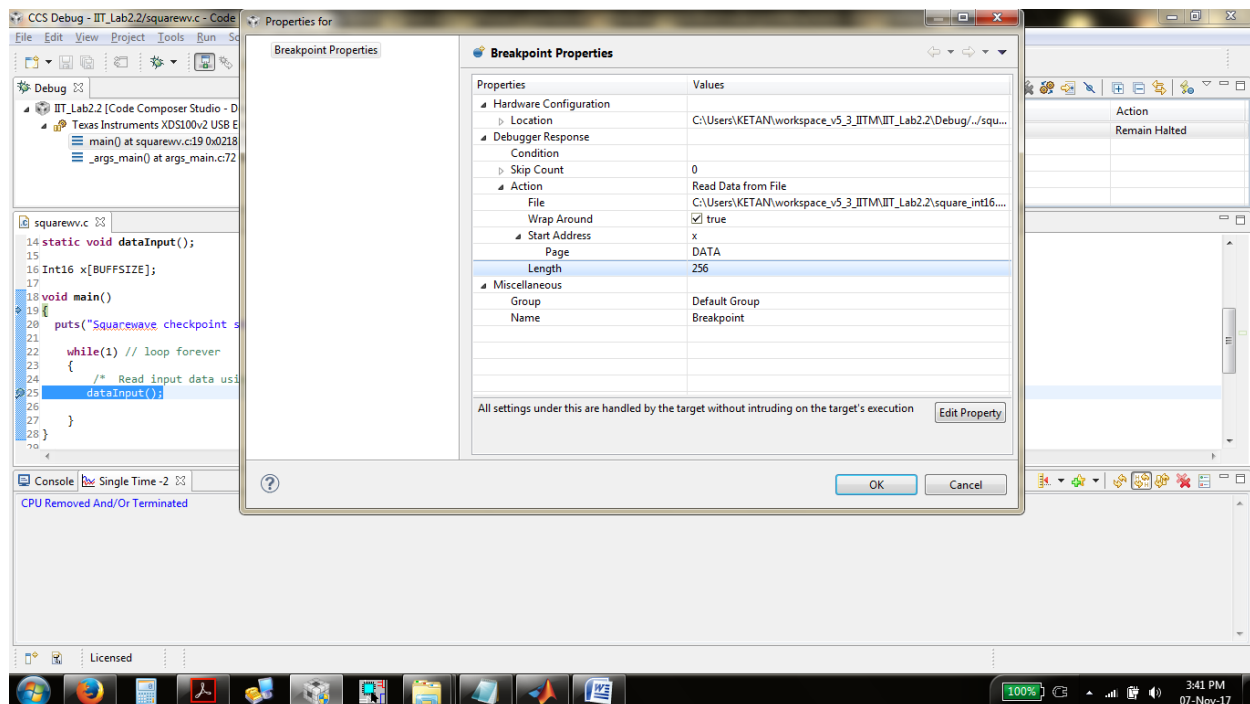 CCS Debug - IIT_Lab2.2/squarewv.c - Code
File Edit View Project Tools Run Sc
Debug
IIT_Lab2.2 [Code Composer Studio - D
Texas Instruments XDS100v2 USB E
main() at squarewv.c:19 0x0218
_args_main() at args_main.c:72
squarewv.c
14 static void dataInput();
15
16 Int16 x[BUFFSIZE];
17
18 void main()
19 {
20 puts("Squarewave checkpoint s
21
22 while(1) // loop forever
23 {
24 /* Read input data usi
25 dataInput();
26
27 }
28 }
29
Properties for
Breakpoint Properties
Breakpoint Properties
Properties Values
Hardware Configuration
Location C:\Users\KETAN\workspace_v5_3_IITM\IIT_Lab2.2\Debug/../squ...
Debugger Response
Condition
Skip Count 0
Action Read Data from File
File C:\Users\KETAN\workspace_v5_3_IITM\IIT_Lab2.2\square_int16....
Wrap Around true
Start Address x
Page DATA
Length 256
Miscellaneous
Group Default Group
Name Breakpoint
All settings under this are handled by the target without intruding on the target's execution
Edit Property
OK Cancel
Action
Remain Halted
Console Single Time -2
CPU Removed And/Or Terminated
Licensed
100%
3:41 PM
07-Nov-17